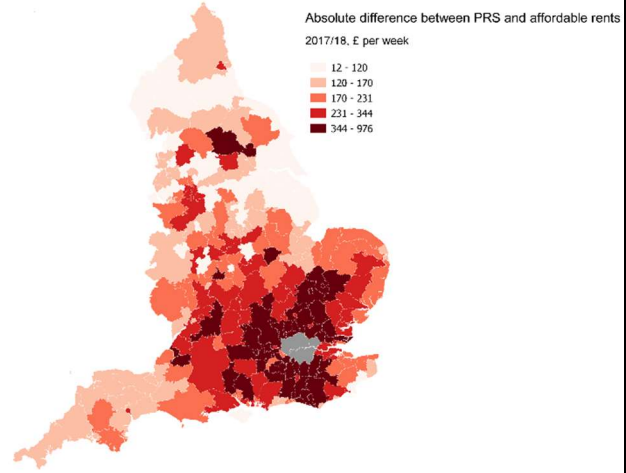 Absolute difference between PRS and affordable rents
2017/18, £ per week
12 - 120
120 - 170
170 - 231
231 - 344
344 - 976